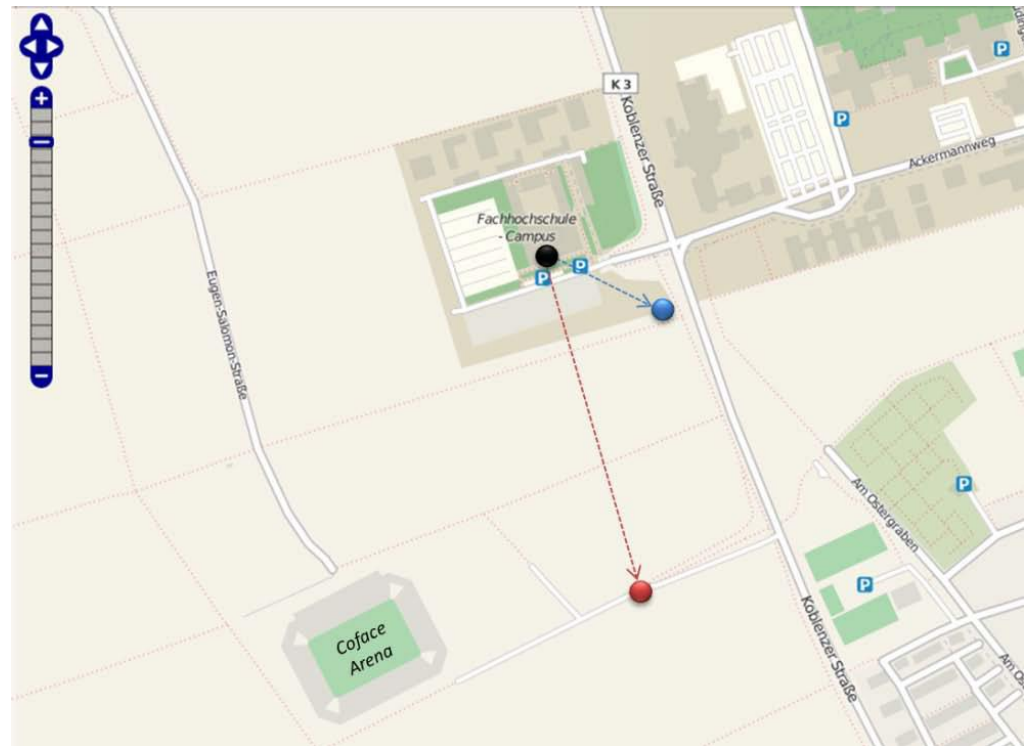 K 3
P
Koblenzer Straße
P
Ackermannweg
Fachhochschule
- Campus
P
P
Eugen-Salomon-Straße
Am Ostergraben
P
P
Coface
Arena
Koblenzer Straße